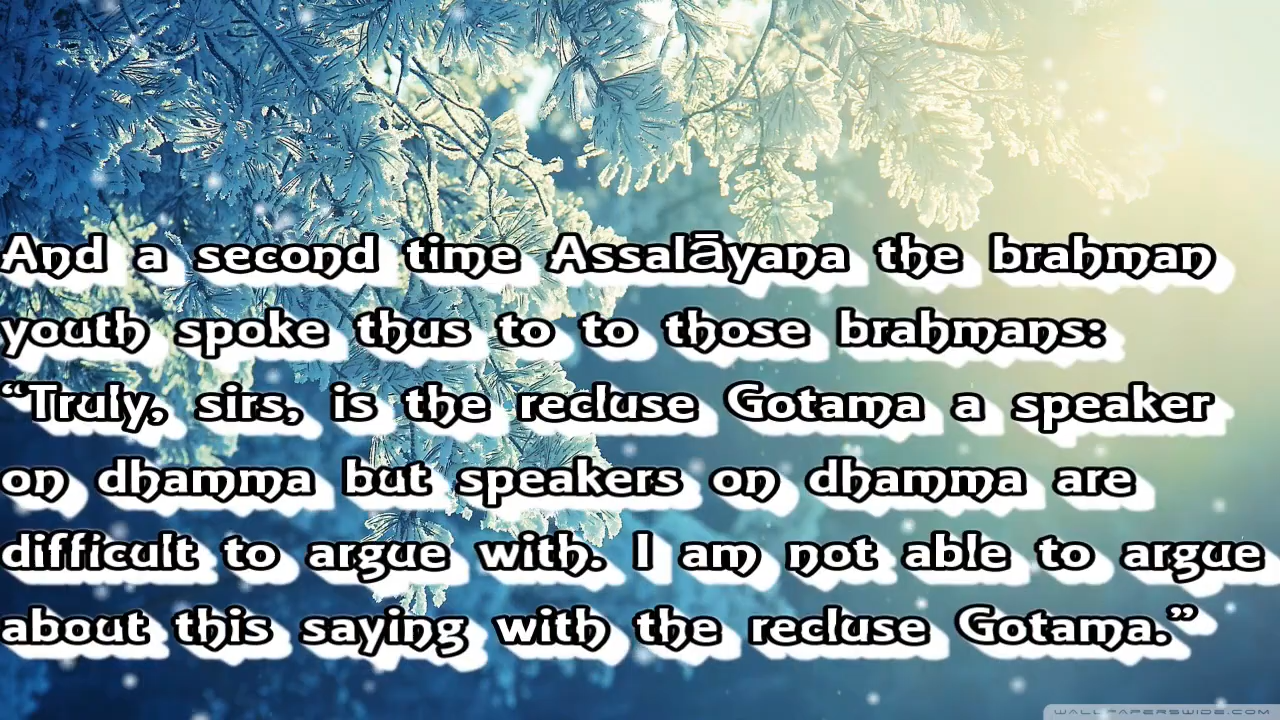 And a second time Assalāyana the brahman
youth spoke thus to to those brahmans:
“Truly, sirs, is the recluse Gotama a speaker
on dhamma but speakers on dhamma are
difficult to argue with. I am not able to argue
about this saying with the recluse Gotama.”
WALLPAPERSWIDE.COM